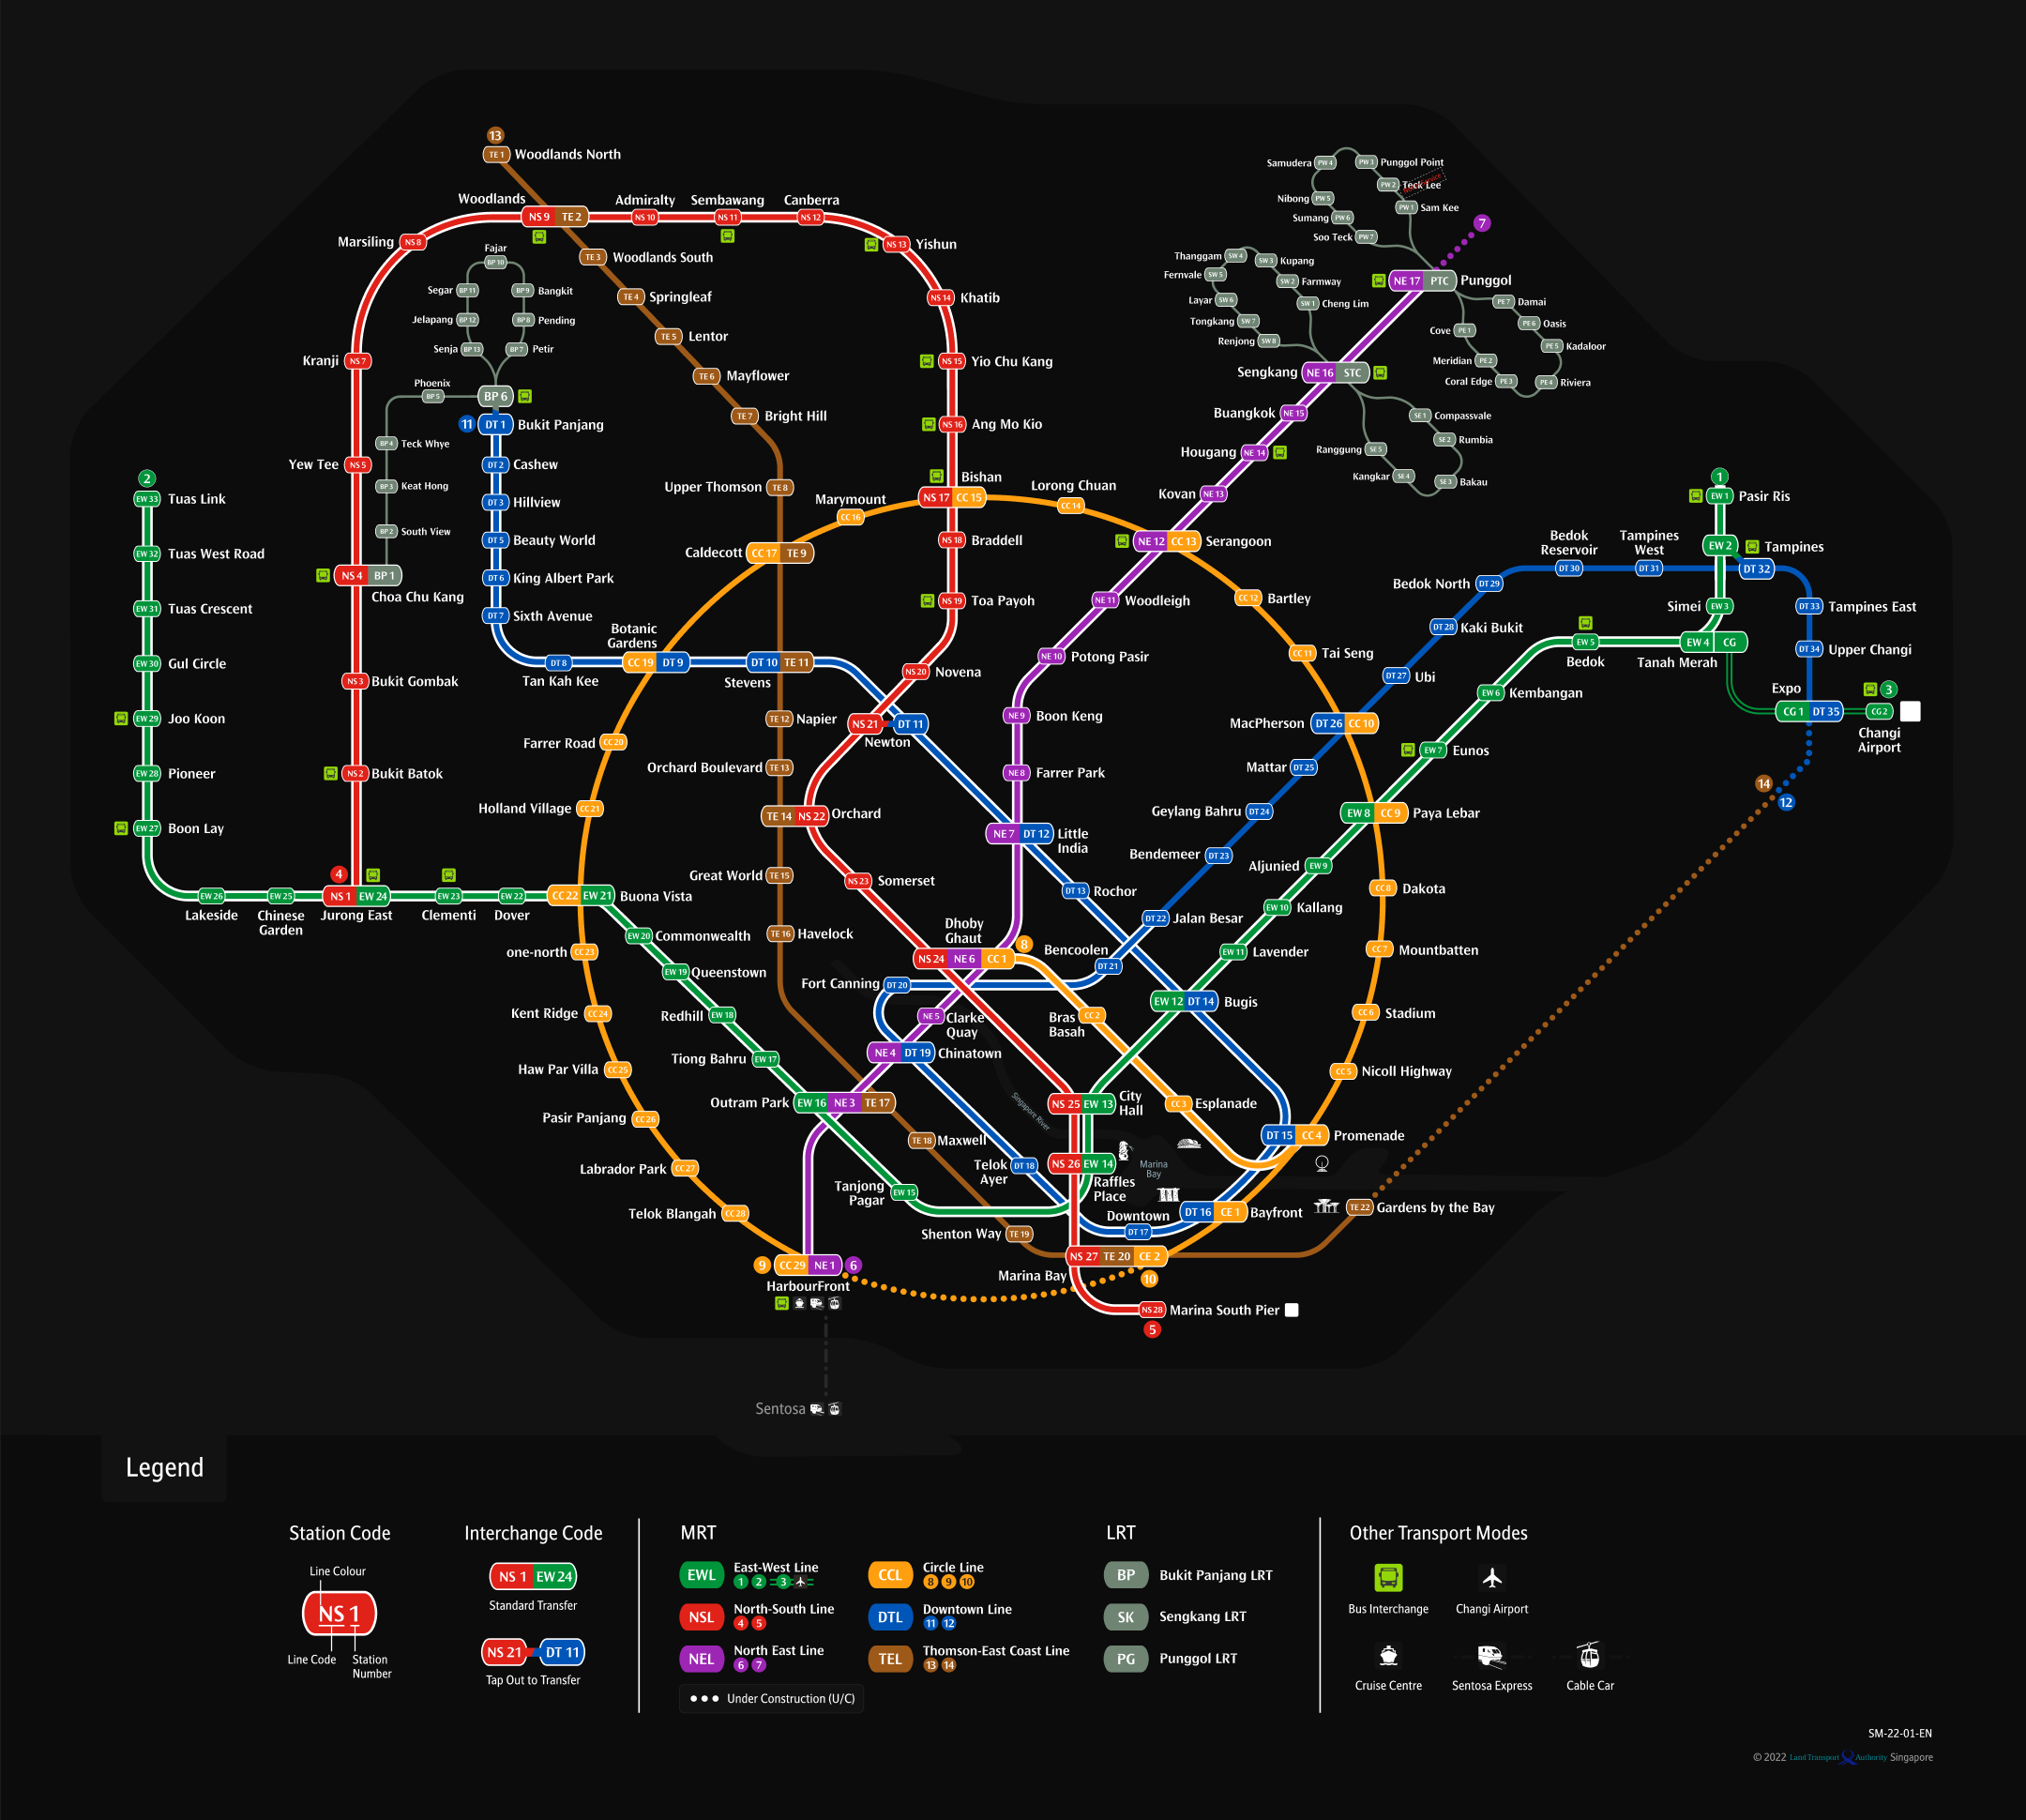 13
TE 1 Woodlands North
Woodlands
NS 9 TE 2
Admiralty
NS 10
Sembawang
NS 11
Canberra
NS 12
Marsiling NS 8
NS 13 Yishun
TE 3 Woodlands South
Fajar
BP 10
TE 4 Springleaf
NS 14 Khatib
Segar BP 11
BP 9 Bangkit
Jelapang BP 12
BP 8 Pending
TE 5 Lentor
Senja BP 13
BP 7 Petir
Kranji NS 7
NS 15 Yio Chu Kang
TE 6 Mayflower
Phoenix
BP 5
BP 6
11 DT 1 Bukit Panjang
TE 7 Bright Hill
NS 16 Ang Mo Kio
BP 4 Teck Whye
Yew Tee NS 5
DT 2 Cashew
BP 3 Keat Hong
DT 3 Hillview
BP 2 South View
DT 5 Beauty World
NS 4 BP 1
Choa Chu Kang
DT 6 King Albert Park
DT 7 Sixth Avenue
Upper Thomson TE 8
Marymount
CC 16
Bishan
NS 17 CC 15
Lorong Chuan
CC 14
Caldecott CC 17 TE 9
NS 18 Braddell
NS 19 Toa Payoh
Samudera PW 4
PW 3 Punggol Point
PW 2 Teck Lee
Nibong PW 5
PW 1 Sam Kee
Sumang PW 6
Soo Teck PW 7
7
Thanggam SW 4
SW 3 Kupang
Fernvale SW 5
SW 2 Farmway
Layar SW 6
SW 1 Cheng Lim
Tongkang SW 7
Renjong SW 8
NE 17 PTC Punggol
PE 7 Damai
PE 6 Oasis
Cove PE 1
PE 5 Kadaloor
Meridian PE 2
Coral Edge PE 3
PE 4 Riviera
Sengkang NE 16 STC
Buangkok NE 15
SE 1 Compassvale
SE 2 Rumbia
Ranggung SE 5
Kangkar SE 4
SE 3 Bakau
Hougang NE 14
Kovan NE 13
NE 12 CC 13 Serangoon
NE 11 Woodleigh
CC 12 Bartley
NE 10 Potong Pasir
CC 11 Tai Seng
2
EW 33 Tuas Link
EW 32 Tuas West Road
EW 31 Tuas Crescent
EW 30 Gul Circle
EW 29 Joo Koon
EW 28 Pioneer
EW 27 Boon Lay
NS 3 Bukit Gombak
NS 2 Bukit Batok
1
EW 1 Pasir Ris
EW 2 Tampines
DT 32
Bedok
Reservoir
DT 30
Tampines
West
DT 31
Bedok North DT 29
Simei EW 3
DT 33 Tampines East
DT 28 Kaki Bukit
EW 5
Bedok
EW 4 CG
Tanah Merah
DT 34 Upper Changi
DT 27 Ubi
EW 6 Kembangan
Expo
CG 1 DT 35
3
CG 2
Changi
Airport
MacPherson DT 26 CC 10
EW 7 Eunos
14
12
Mattar DT 25
Geylang Bahru DT 24
EW 8 CC 9 Paya Lebar
Bendemeer DT 23
Aljunied EW 9
CC 8 Dakota
Botanic
Gardens
DT 8
Tan Kah Kee
CC 19 DT 9
DT 10 TE 11
Stevens
NS 20 Novena
NS 21 DT 11
Newton
TE 12
Napier
NE 9 Boon Keng
Farrer Road CC 20
Orchard Boulevard TE 13
NE 8 Farrer Park
Holland Village CC 21
TE 14 NS 22 Orchard
NE 7 DT 12 Little
India
Great World TE 15
NS 23 Somerset
DT 13 Rochor
4
EW 26
Lakeside
EW 25
Chinese
Garden
NS 1 EW 24
Jurong East
EW 23
Clementi
EW 22
Dover
CC 22 EW 21 Buona Vista
EW 20 Commonwealth
TE 16 Havelock
Dhoby
Ghaut
NS 24 NE 6 CC 1
8
Bencoolen
DT 21
DT 22 Jalan Besar
EW 10 Kallang
EW 11 Lavender
CC 7 Mountbatten
one-north CC 23
EW 19 Queenstown
Fort Canning DT 20
EW 12 DT 14 Bugis
CC 6 Stadium
Kent Ridge CC 24
Redhill EW 18
NE 5 Clarke
Quay
Bras
Basah
CC 2
Haw Par Villa CC 25
Tiong Bahru EW 17
NE 4 DT 19 Chinatown
CC 5 Nicoll Highway
Pasir Panjang CC 26
Outram Park EW 16 NE 3 TE 17
Singapore River
NS 25 EW 13 City
Hall
CC 3 Esplanade
TE 18 Maxwell
DT 15 CC 4 Promenade
Labrador Park CC 27
Telok
Ayer
DT 18
NS 26 EW 14
Raffles
Place
Marina
Bay
Tanjong
Pagar
EW 15
Telok Blangah CC 28
Shenton Way TE 19
Downtown
DT 17
DT 16 CE 1 Bayfront
TE 22 Gardens by the Bay
9 CC 29 NE 1 6
HarbourFront
NS 27 TE 20 CE 2
Marina Bay
10
NS 28 Marina South Pier
5
Sentosa
Legend
Station Code
Line Colour
NS 1
Line Code
Station
Number
Interchange Code
NS 1 EW 24
Standard Transfer
NS 21 DT 11
Tap Out to Transfer
MRT
EWL East-West Line
1 2 3
NSL North-South Line
4 5
NEL North East Line
6 7
CCL Circle Line
8 9 10
DTL Downtown Line
11 12
TEL Thomson-East Coast Line
13 14
Under Construction (U/C)
LRT
BP Bukit Panjang LRT
SK Sengkang LRT
PG Punggol LRT
Other Transport Modes
Bus Interchange
Changi Airport
Cruise Centre
Sentosa Express
Cable Car
SM-22-01-EN
© 2022 Land Transport Authority Singapore